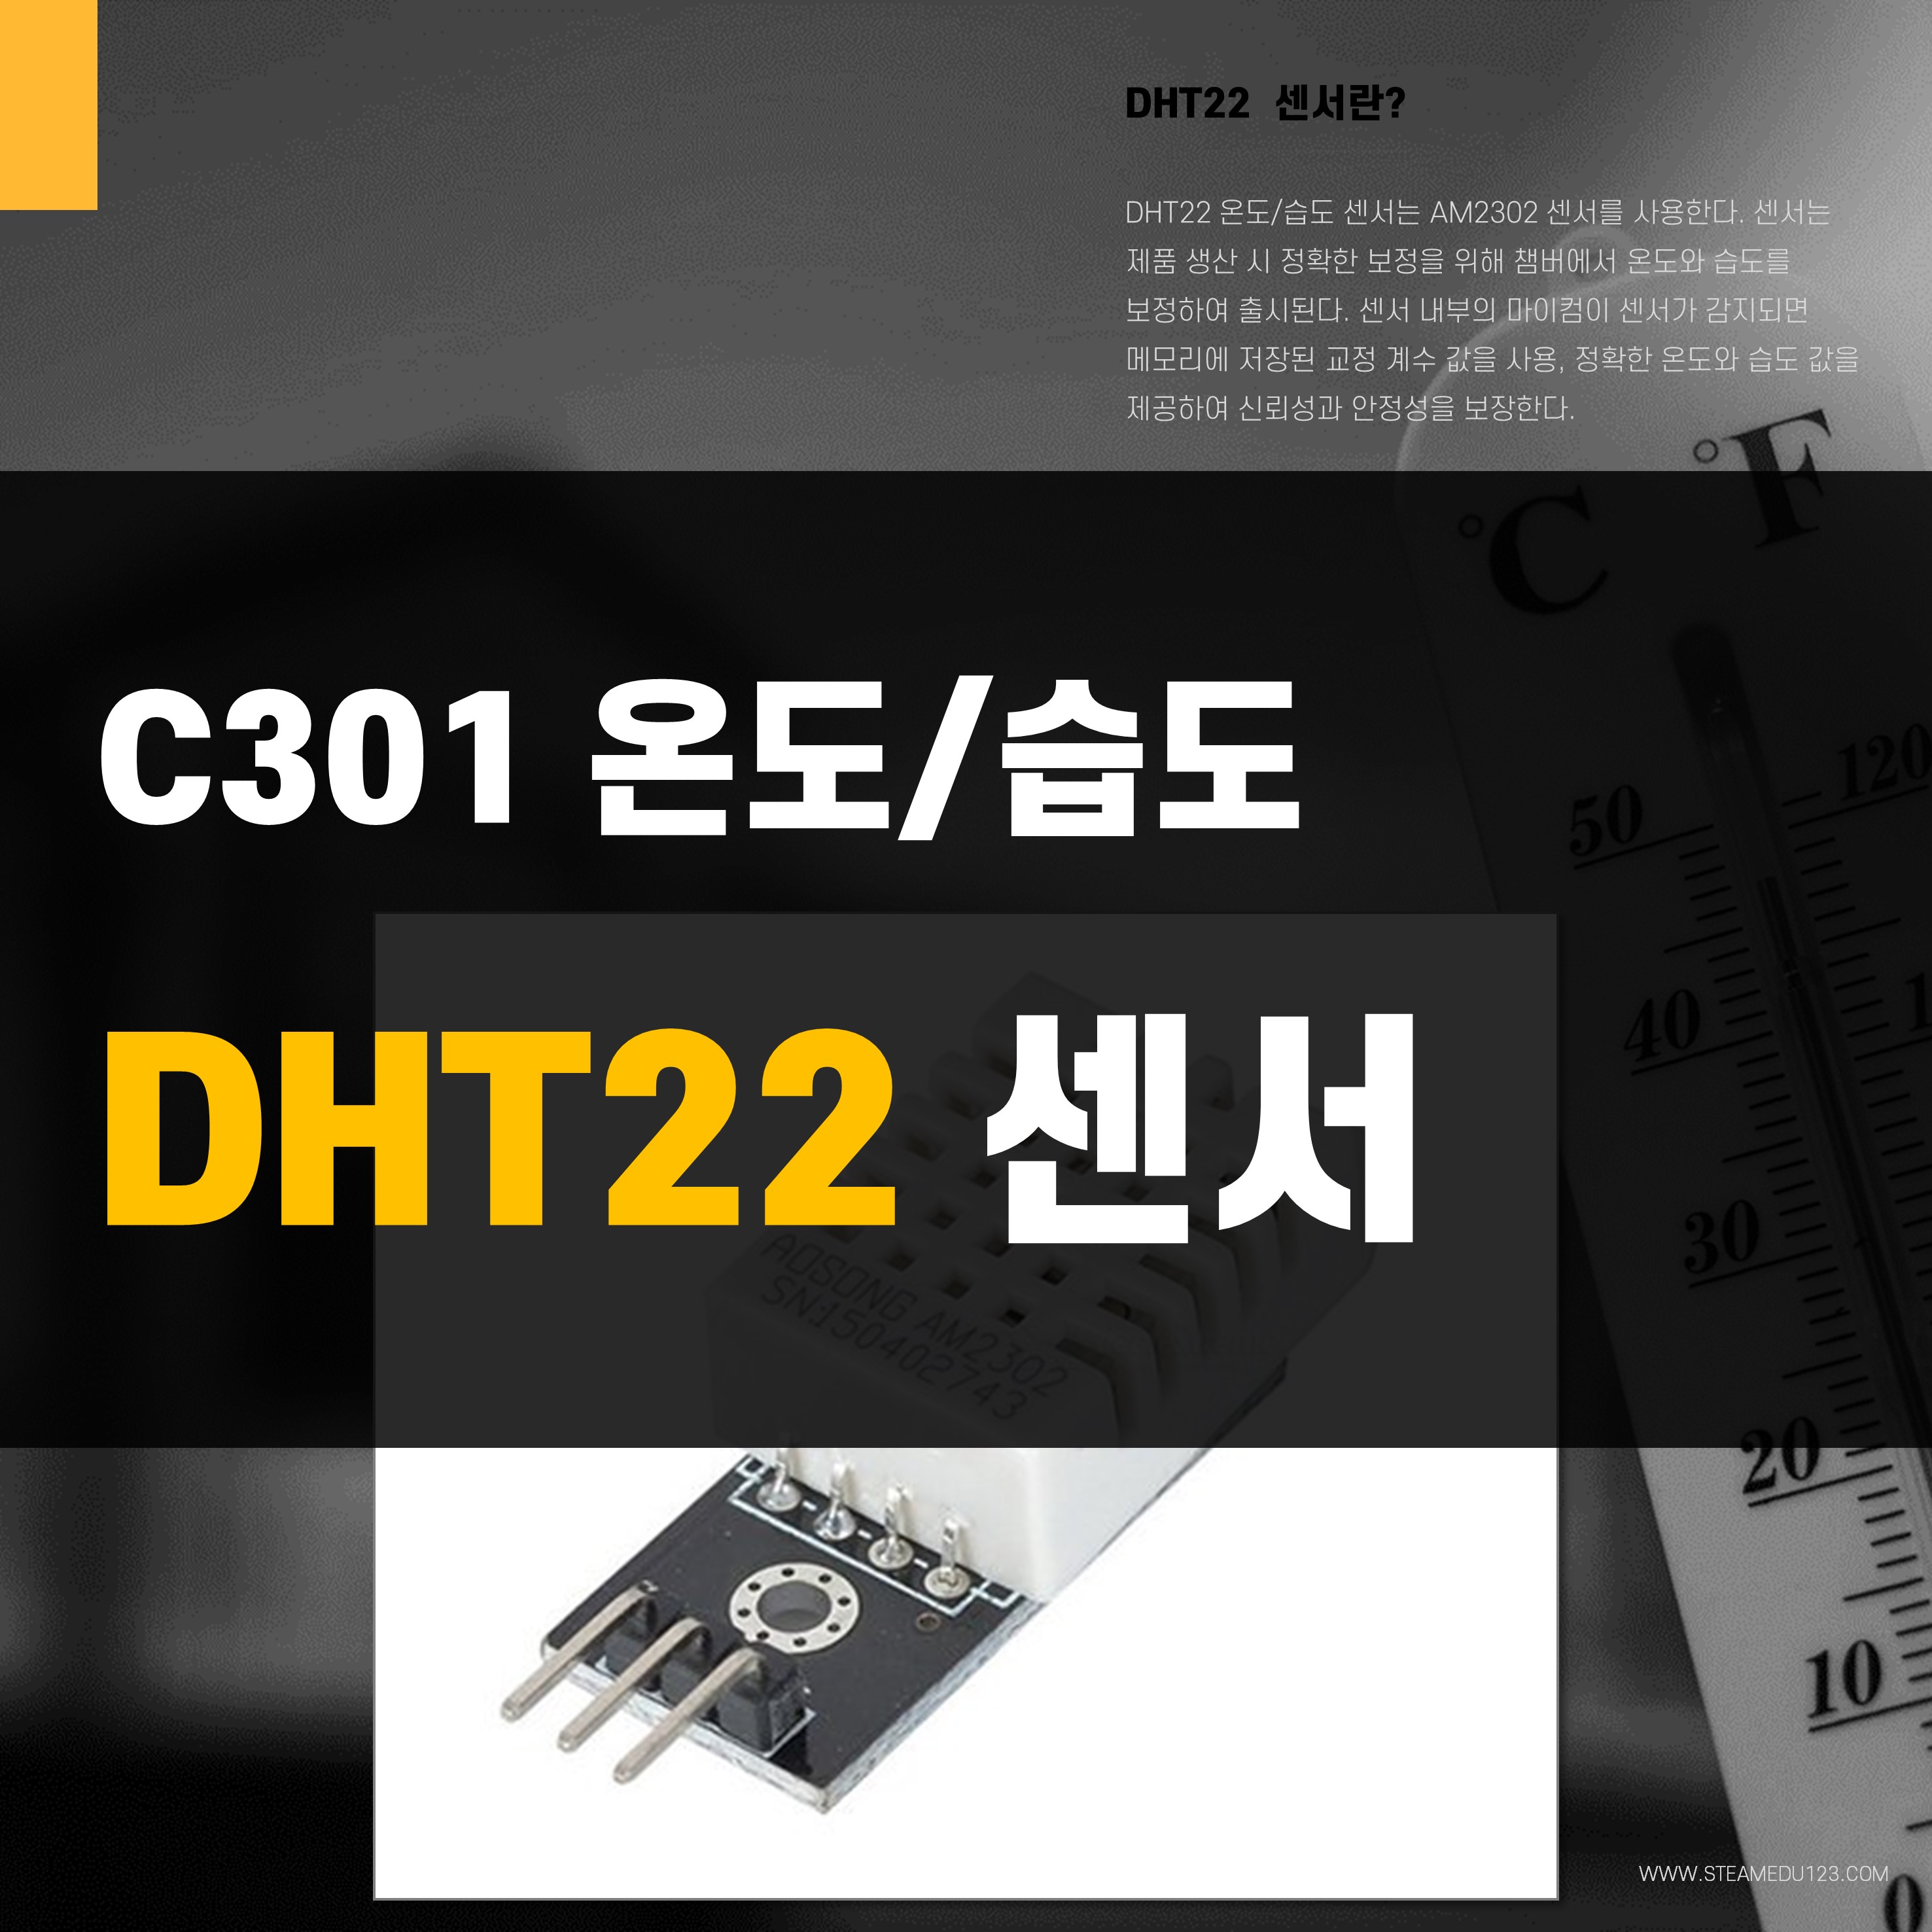 DHT22 센서란?
DHT22 온도/습도 센서는 AM2302 센서를 사용한다. 센서는
제품 생산 시 정확한 보정을 위해 챔버에서 온도와 습도를
보정하여 출시된다. 센서 내부의 마이컴이 센서가 감지되면
메모리에 저장된 교정 계수 값을 사용, 정확한 온도와 습도 값을
제공하여 신뢰성과 안정성을 보장한다.
°C °F
C301 온도/습도
DHT22 센서
AOSONG AM2302
SN:150402743
120
50
40
30
20
10
0
WWW.STEAMEDU123.COM